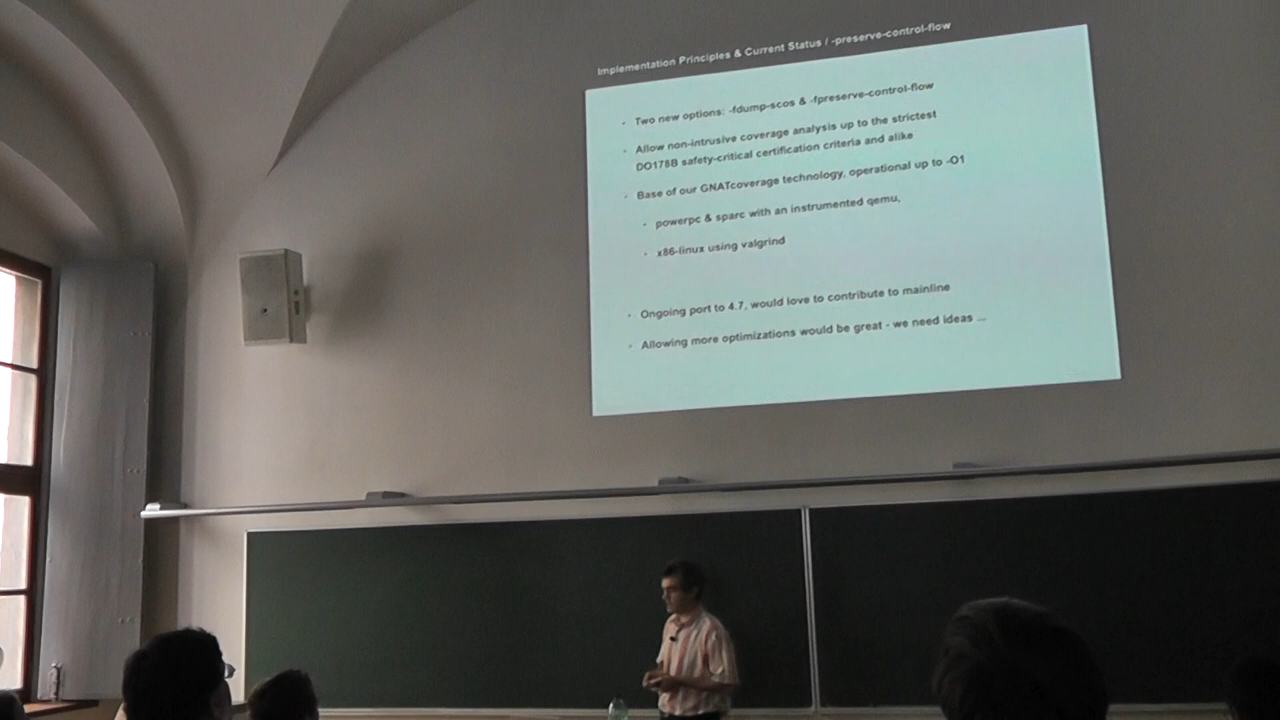 Implementation Principles & Current Status / -preserve-control-flow
Two new options: -fdump-scos & -fpreserve-control-flow
Allow non-intrusive coverage analysis up to the strictest
DO178B safety-critical certification criteria and alike
Base of our GNATcoverage technology, operational up to -O1
powerpc & sparc with an instrumented qemu,
x86-linux using valgrind
Ongoing port to 4.7, would love to contribute to mainline
Allowing more optimizations would be great - we need ideas ...